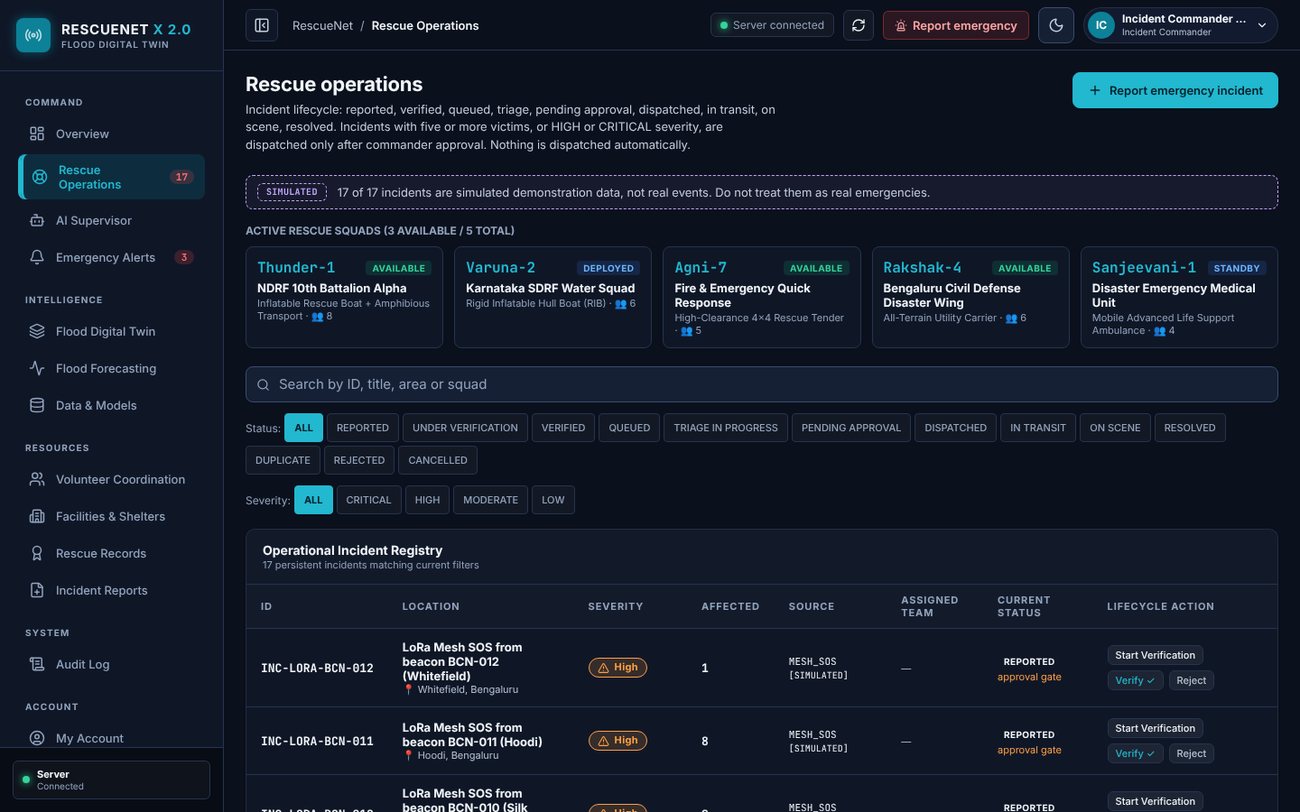 RESCUENET X 2.0
FLOOD DIGITAL TWIN
COMMAND
Overview
Rescue
Operations
17
AI Supervisor
Emergency Alerts
3
INTELLIGENCE
Flood Digital Twin
Flood Forecasting
Data & Models
RESOURCES
Volunteer Coordination
Facilities & Shelters
Rescue Records
Incident Reports
SYSTEM
Audit Log
ACCOUNT
My Account
Server
Connected
RescueNet / Rescue Operations
Server connected
Report emergency
IC
Incident Commander ...
Incident Commander
Rescue operations
Incident lifecycle: reported, verified, queued, triage, pending approval, dispatched, in transit, on
scene, resolved. Incidents with five or more victims, or HIGH or CRITICAL severity, are
dispatched only after commander approval. Nothing is dispatched automatically.
+ Report emergency incident
SIMULATED 17 of 17 incidents are simulated demonstration data, not real events. Do not treat them as real emergencies.
ACTIVE RESCUE SQUADS (3 AVAILABLE / 5 TOTAL)
Thunder-1 AVAILABLE
NDRF 10th Battalion Alpha
Inflatable Rescue Boat + Amphibious
Transport · 👥 8
Varuna-2 DEPLOYED
Karnataka SDRF Water Squad
Rigid Inflatable Hull Boat (RIB) · 👥 6
Agni-7 AVAILABLE
Fire & Emergency Quick
Response
High-Clearance 4×4 Rescue Tender
· 👥 5
Rakshak-4 AVAILABLE
Bengaluru Civil Defense
Disaster Wing
All-Terrain Utility Carrier · 👥 6
Sanjeevani-1 STANDBY
Disaster Emergency Medical
Unit
Mobile Advanced Life Support
Ambulance · 👥 4
Search by ID, title, area or squad
Status: ALL REPORTED UNDER VERIFICATION VERIFIED QUEUED TRIAGE IN PROGRESS PENDING APPROVAL DISPATCHED IN TRANSIT ON SCENE RESOLVED
DUPLICATE REJECTED CANCELLED
Severity: ALL CRITICAL HIGH MODERATE LOW
Operational Incident Registry
17 persistent incidents matching current filters
ID LOCATION SEVERITY AFFECTED SOURCE ASSIGNED TEAM CURRENT STATUS LIFECYCLE ACTION
INC-LORA-BCN-012
LoRa Mesh SOS from
beacon BCN-012
(Whitefield)
📍 Whitefield, Bengaluru
High
1
MESH_SOS
[SIMULATED]
—
REPORTED
approval gate
Start Verification
Verify ✓ Reject
INC-LORA-BCN-011
LoRa Mesh SOS from
beacon BCN-011 (Hoodi)
📍 Hoodi, Bengaluru
High
8
MESH_SOS
[SIMULATED]
—
REPORTED
approval gate
Start Verification
Verify ✓ Reject
LoRa Mesh SOS from
beacon BCN-010 (Silk
MESH_SOS
REPORTED
Start Verification